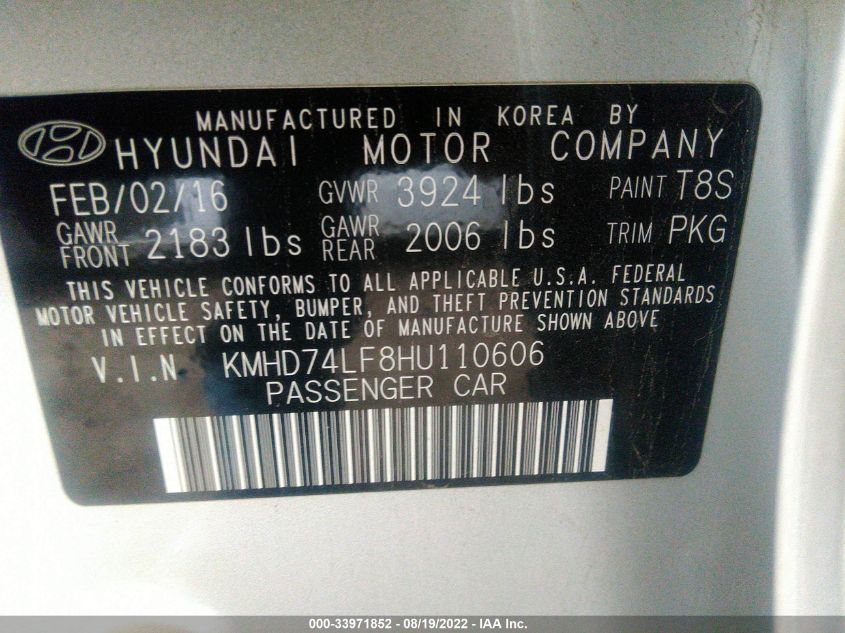 MANUFACTURED IN KOREA BY
HYUNDAI MOTOR COMPANY
FEB/02/16 GVWR 3924 lbs PAINT T8S
GAWR FRONT 2183 lbs GAWR REAR 2006 lbs TRIM PKG
THIS VEHICLE CONFORMS TO ALL APPLICABLE U.S.A. FEDERAL
MOTOR VEHICLE SAFETY, BUMPER, AND THEFT PREVENTION STANDARDS
IN EFFECT ON THE DATE OF MANUFACTURE SHOWN ABOVE
V.I.N KMHD74LF8HU110606
PASSENGER CAR
000-33971852 - 08/19/2022 - IAA Inc.